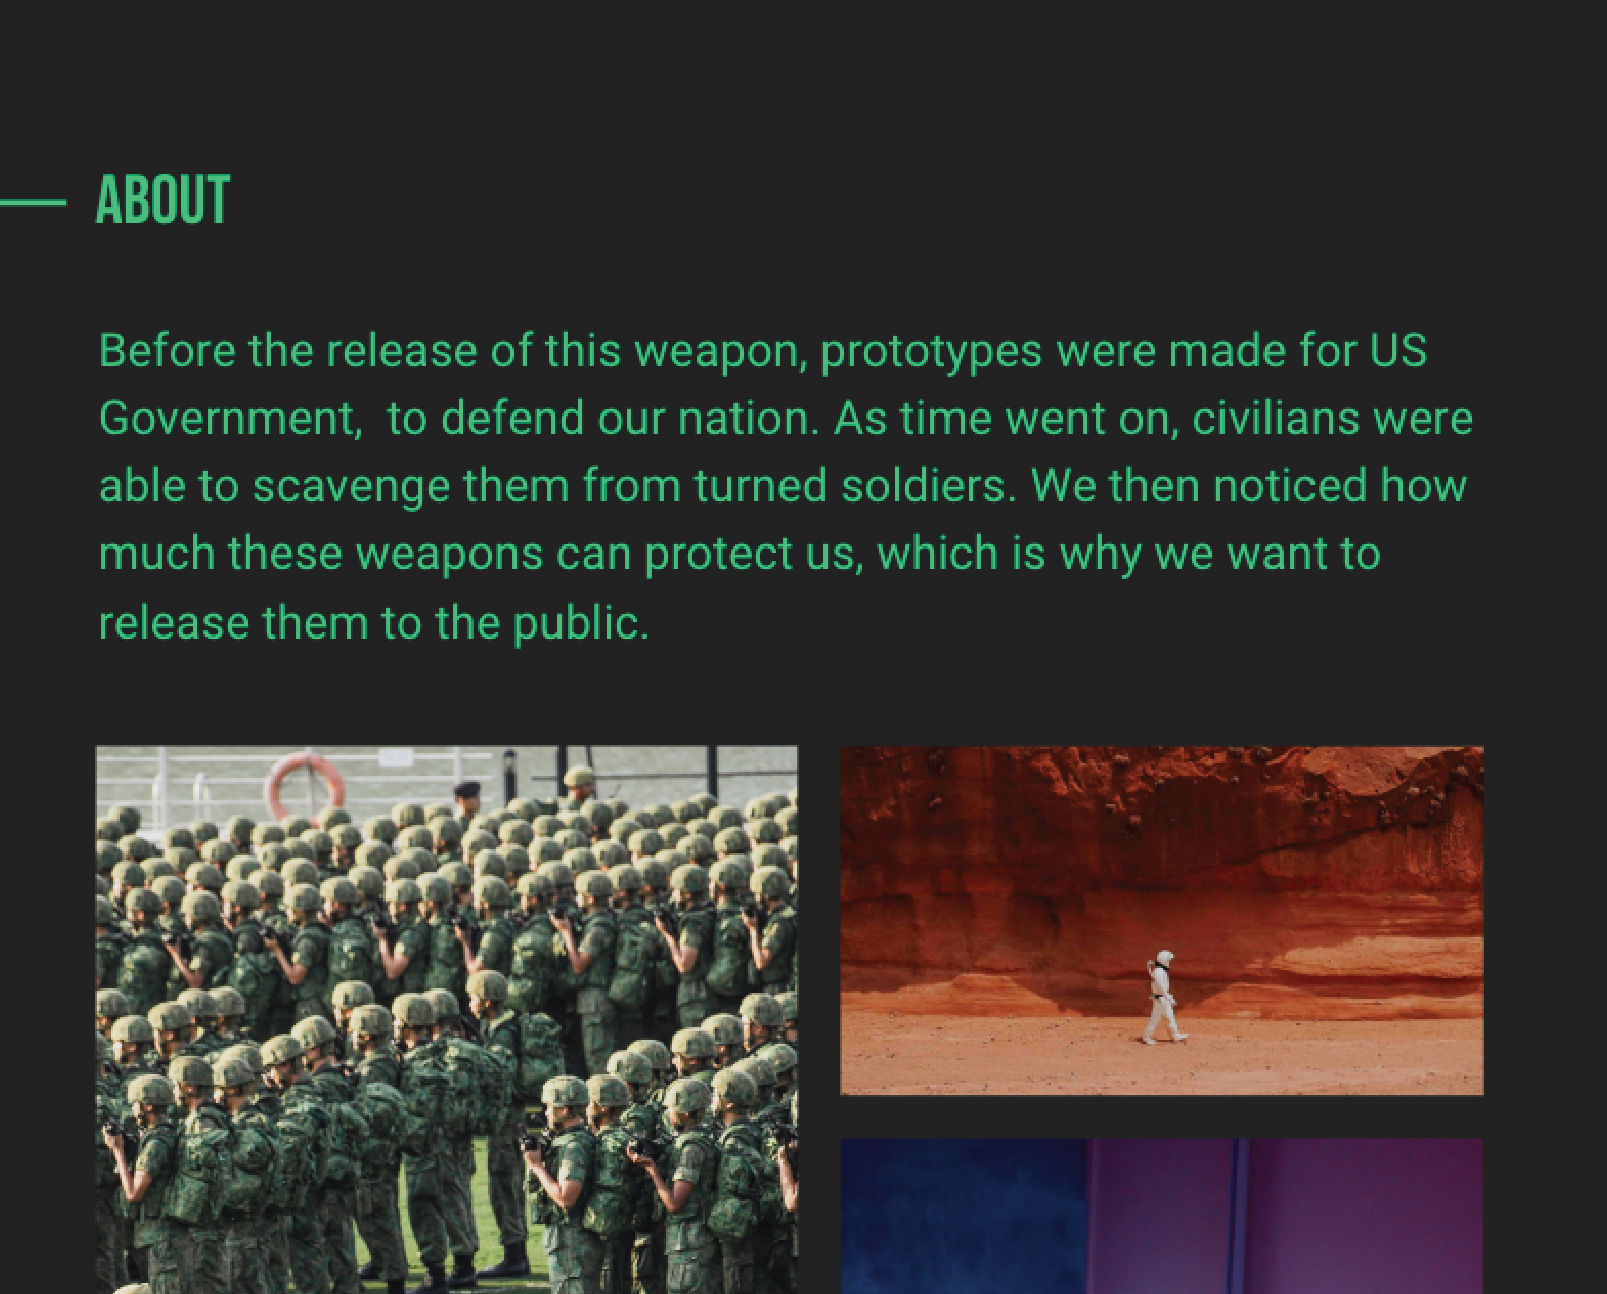 ABOUT
Before the release of this weapon, prototypes were made for US
Government,  to defend our nation. As time went on, civilians were
able to scavenge them from turned soldiers. We then noticed how
much these weapons can protect us, which is why we want to
release them to the public.